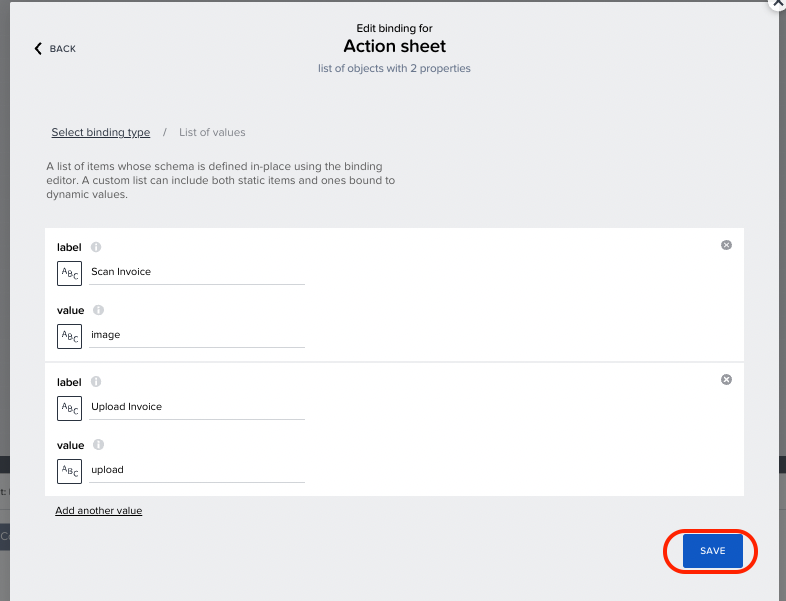 Edit binding for
BACK
Action sheet
list of objects with 2 properties
Select binding type / List of values
A list of items whose schema is defined in-place using the binding
editor. A custom list can include both static items and ones bound to
dynamic values.
label
ABC Scan Invoice
value
ABC image
label
ABC Upload Invoice
value
ABC upload
t:
Add another value
C
SAVE